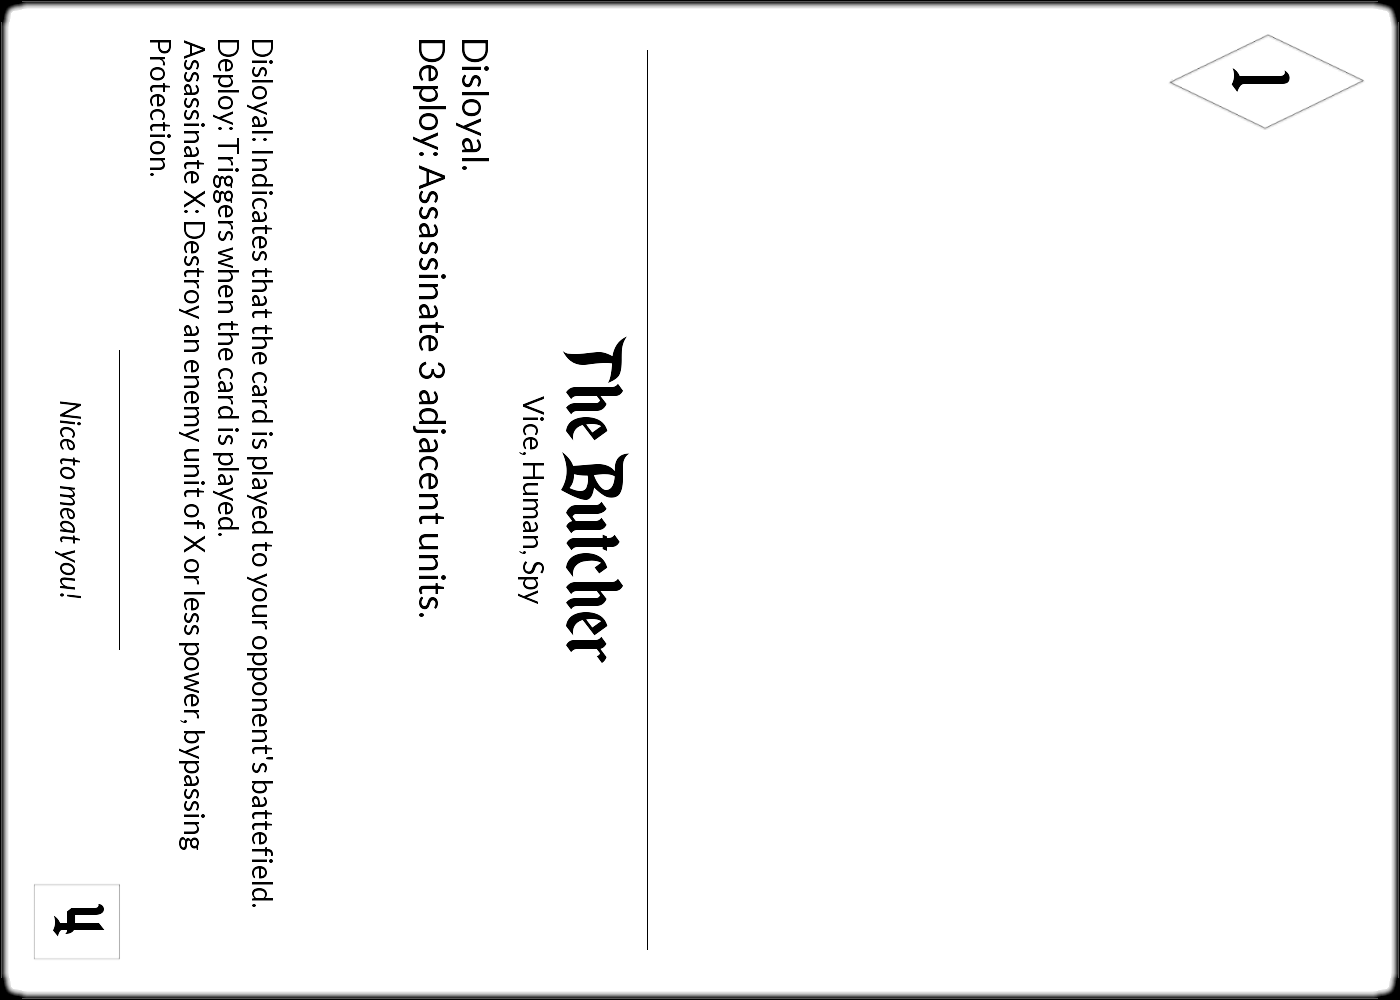 1
The Butcher
Vice, Human, Spy
Disloyal.
Deploy: Assassinate 3 adjacent units.
Disloyal: Indicates that the card is played to your opponent's battefield.
Deploy: Triggers when the card is played.
Assassinate X: Destroy an enemy unit of X or less power, bypassing
Protection.
Nice to meat you!
4